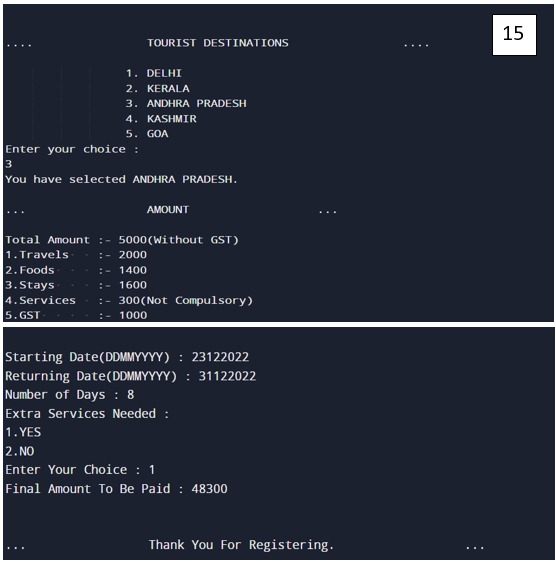 15
.... TOURIST DESTINATIONS ....
1. DELHI
2. KERALA
3. ANDHRA PRADESH
4. KASHMIR
5. GOA
Enter your choice :
3
You have selected ANDHRA PRADESH.
... AMOUNT ...
Total Amount :- 5000(Without GST)
1.Travels :- 2000
2.Foods :- 1400
3.Stays :- 1600
4.Services :- 300(Not Compulsory)
5.GST :- 1000
Starting Date(DDMMYYYY) : 23122022
Returning Date(DDMMYYYY) : 31122022
Number of Days : 8
Extra Services Needed :
1.YES
2.NO
Enter Your Choice : 1
Final Amount To Be Paid : 48300
... Thank You For Registering. ...